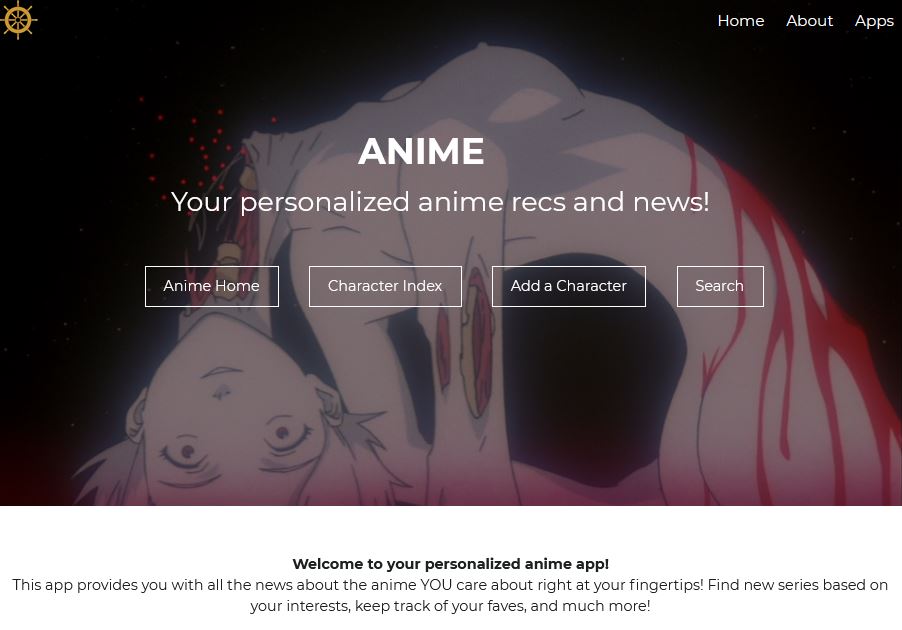 Home About Apps
ANIME
Your personalized anime recs and news!
Anime Home Character Index Add a Character Search
Welcome to your personalized anime app!
This app provides you with all the news about the anime YOU care about right at your fingertips! Find new series based on
your interests, keep track of your faves, and much more!